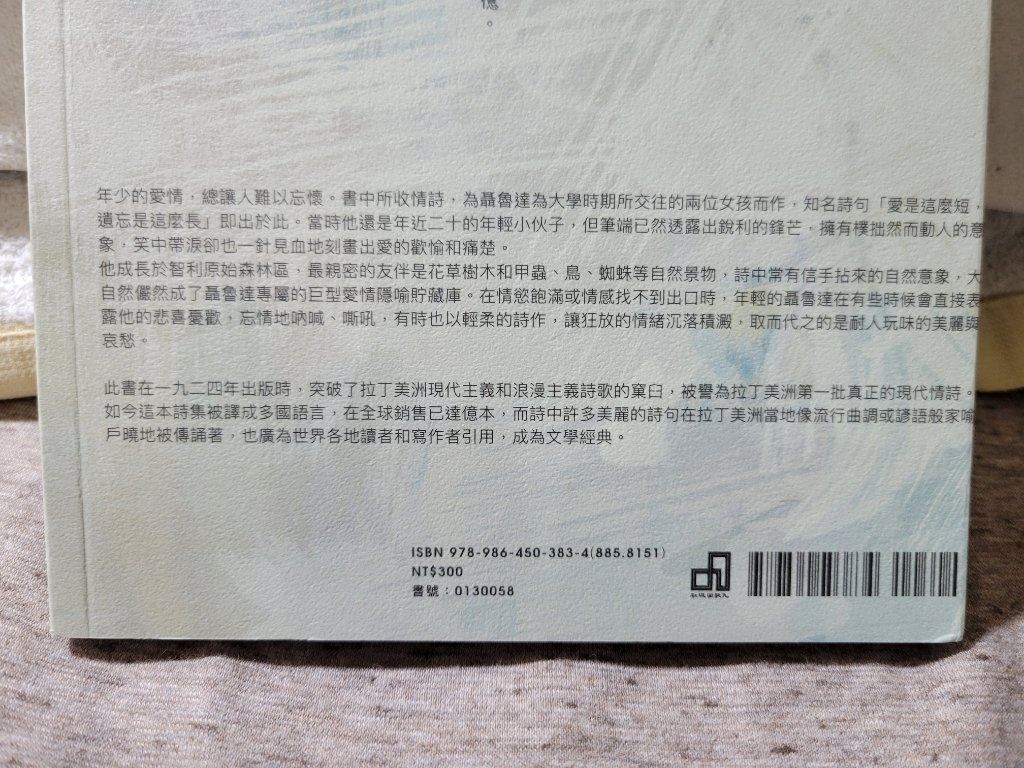 憶。
年少的愛情，總讓人難以忘懷。書中所收情詩，為聶魯達為大學時期所交往的兩位女孩而作，知名詩句「愛是這麼短，
遺忘是這麼長」即出於此。當時他還是年近二十的年輕小伙子，但筆端已然透露出銳利的鋒芒，擁有樸拙然而動人的意
象，笑中帶淚卻也一針見血地刻畫出愛的歡愉和痛楚。
他成長於智利原始森林區，最親密的友伴是花草樹木和甲蟲、鳥、蜘蛛等自然景物，詩中常有信手拈來的自然意象，大
自然儼然成了聶魯達專屬的巨型愛情隱喻貯藏庫。在情慾飽滿或情感找不到出口時，年輕的聶魯達在有些時候會直接表
露他的悲喜憂歡，忘情地吶喊、嘶吼，有時也以輕柔的詩作，讓狂放的情緒沉落積澱，取而代之的是耐人玩味的美麗與
哀愁。
此書在一九二四年出版時，突破了拉丁美洲現代主義和浪漫主義詩歌的窠臼，被譽為拉丁美洲第一批真正的現代情詩。
如今這本詩集被譯成多國語言，在全球銷售已達億本，而詩中許多美麗的詩句在拉丁美洲當地像流行曲調或諺語般家喻
戶曉地被傳誦著，也廣為世界各地讀者和寫作者引用，成為文學經典。
ISBN 978-986-450-383-4(885.8151)
NT$300
書號：0130058